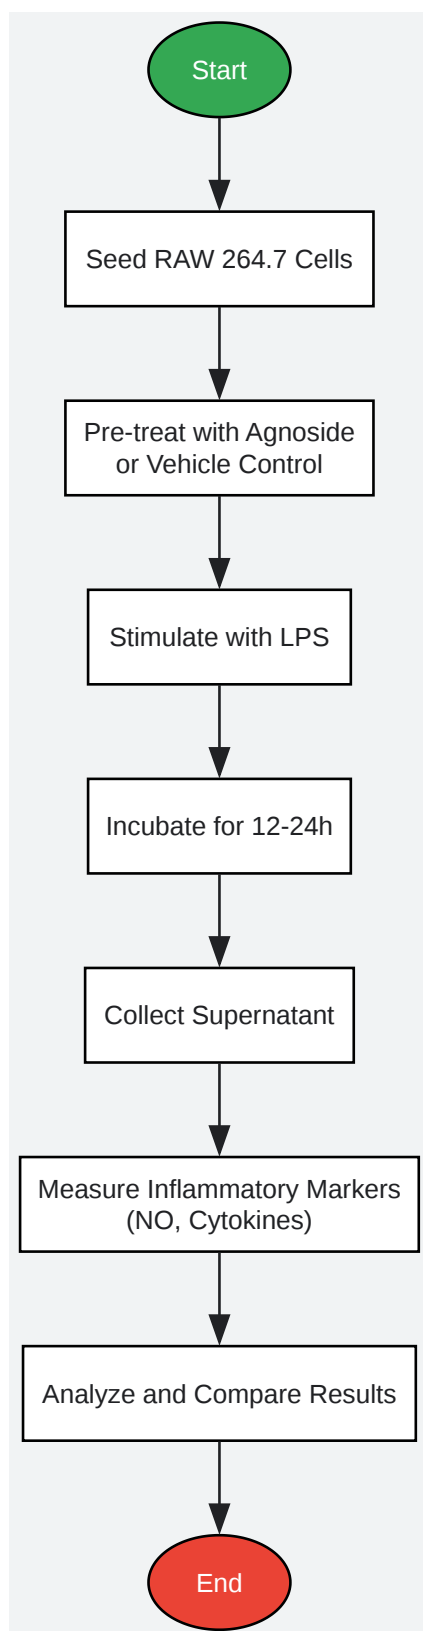 Start
Seed RAW 264.7 Cells
Pre-treat with Agnoside
or Vehicle Control
Stimulate with LPS
Incubate for 12-24h
Collect Supernatant
Measure Inflammatory Markers
(NO, Cytokines)
Analyze and Compare Results
End